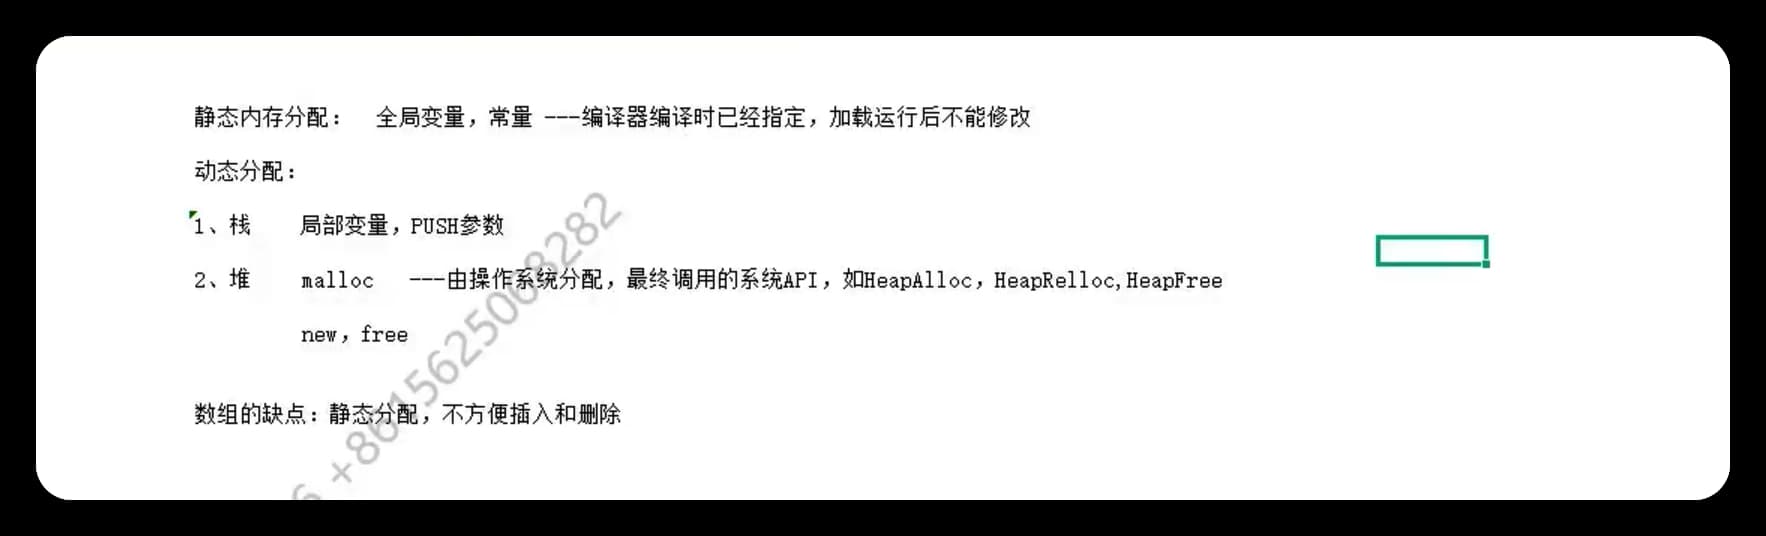 静态内存分配： 全局变量，常量 ---编译器编译时已经指定，加载运行后不能修改
动态分配：
1、栈 局部变量，PUSH参数
2、堆 malloc ---由操作系统分配，最终调用的系统API，如HeapAlloc，HeapRelloc,HeapFree
new，free
数组的缺点：静态分配，不方便插入和删除
6 +8615625068282